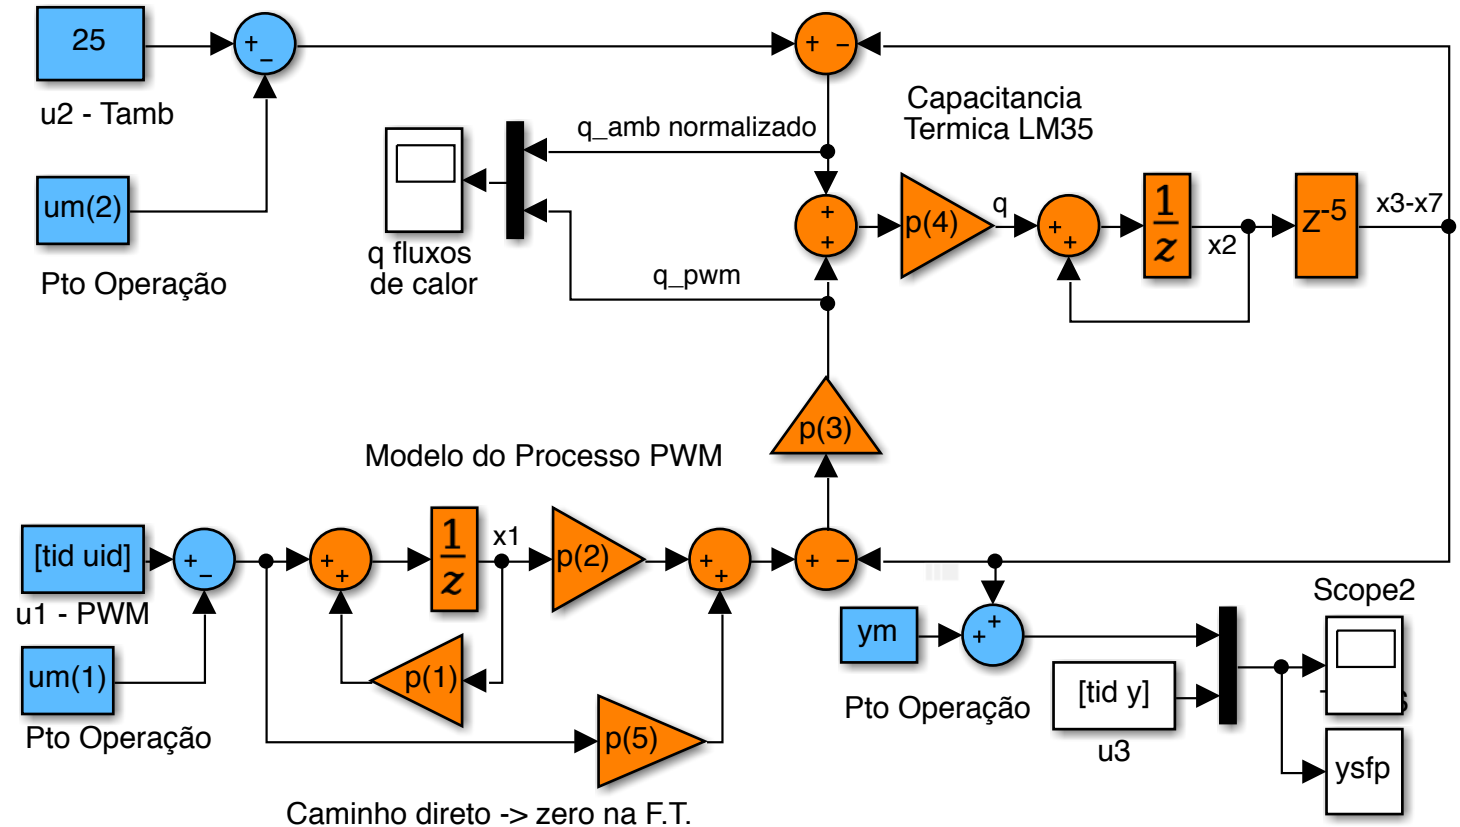 25
u2 - Tamb
um(2)
Pto Operação
+
−
+ −
q_amb normalizado
q fluxos
de calor
q_pwm
Capacitancia
Termica LM35
+
+
p(4)
q
+
+
1
z
x2
Z-5
x3-x7
p(3)
Modelo do Processo PWM
[tid uid]
u1 - PWM
um(1)
Pto Operação
+
−
+
+
1
z
x1
p(2)
p(1)
p(5)
+
+
+ −
Caminho direto -> zero na F.T.
ym
Pto Operação
+
+
[tid y]
u3
Scope2
ysfp